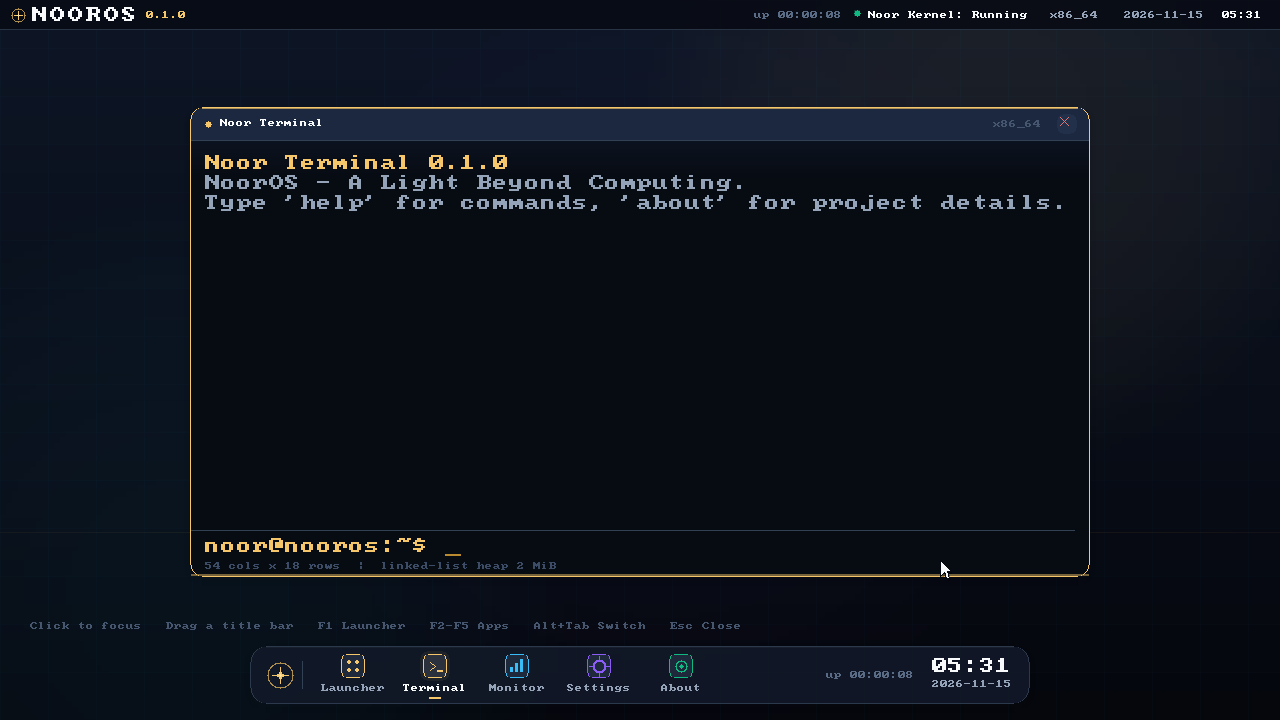 NOOROS 0.1.0 up 00:00:08 Noor Kernel: Running x86_64 2026-11-15 05:31
Noor Terminal x86_64
Noor Terminal 0.1.0
NoorOS - A Light Beyond Computing.
Type 'help' for commands, 'about' for project details.
noor@nooros:~$ _
54 cols x 18 rows | linked-list heap 2 MiB
Click to focus Drag a title bar F1 Launcher F2-F5 Apps Alt+Tab Switch Esc Close
Launcher Terminal Monitor Settings About up 00:00:08 05:31
2026-11-15